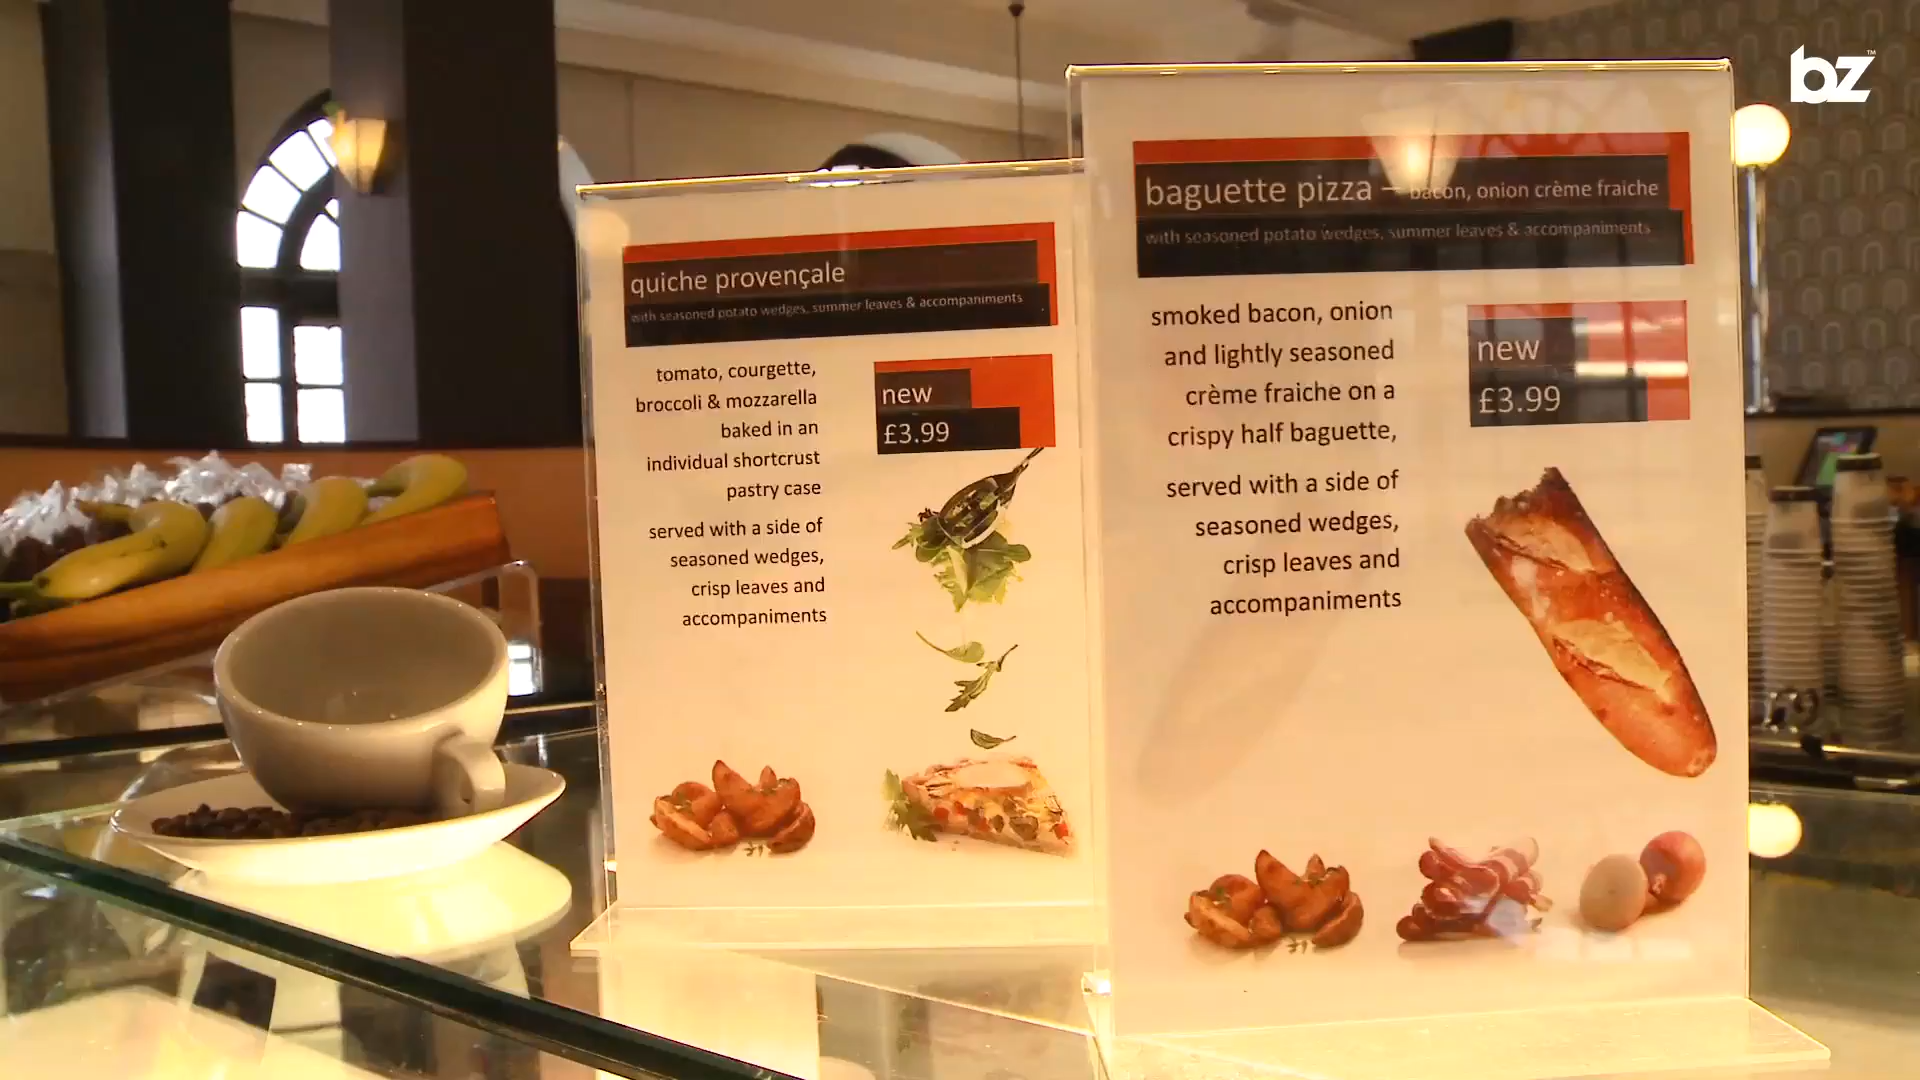 bz™
quiche provençale
with seasoned potato wedges, summer leaves & accompaniments
tomato, courgette,
broccoli & mozzarella
baked in an
individual shortcrust
pastry case
served with a side of
seasoned wedges,
crisp leaves and
accompaniments
new
£3.99
baguette pizza – bacon, onion crème fraiche
with seasoned potato wedges, summer leaves & accompaniments
smoked bacon, onion
and lightly seasoned
crème fraiche on a
crispy half baguette,
served with a side of
seasoned wedges,
crisp leaves and
accompaniments
new
£3.99